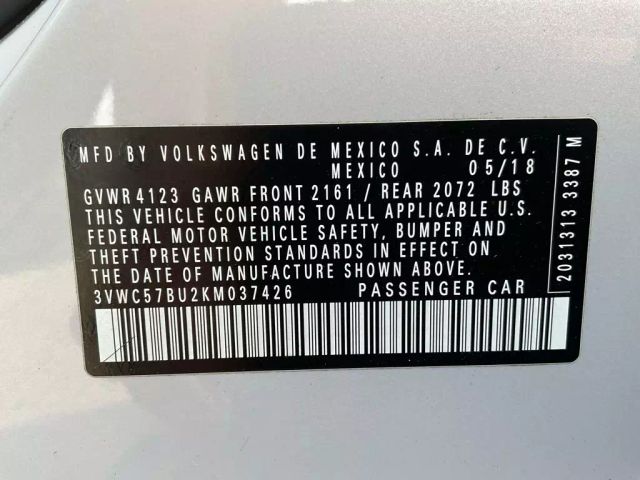 MFD BY VOLKSWAGEN DE MEXICO S.A. DE C.V.
MEXICO 05/18
GVWR 4123 GAWR FRONT 2161 / REAR 2072 LBS
THIS VEHICLE CONFORMS TO ALL APPLICABLE U.S.
FEDERAL MOTOR VEHICLE SAFETY, BUMPER AND
THEFT PREVENTION STANDARDS IN EFFECT ON
THE DATE OF MANUFACTURE SHOWN ABOVE.
3VWC57BU2KM037426 PASSENGER CAR
2031313 3387 M